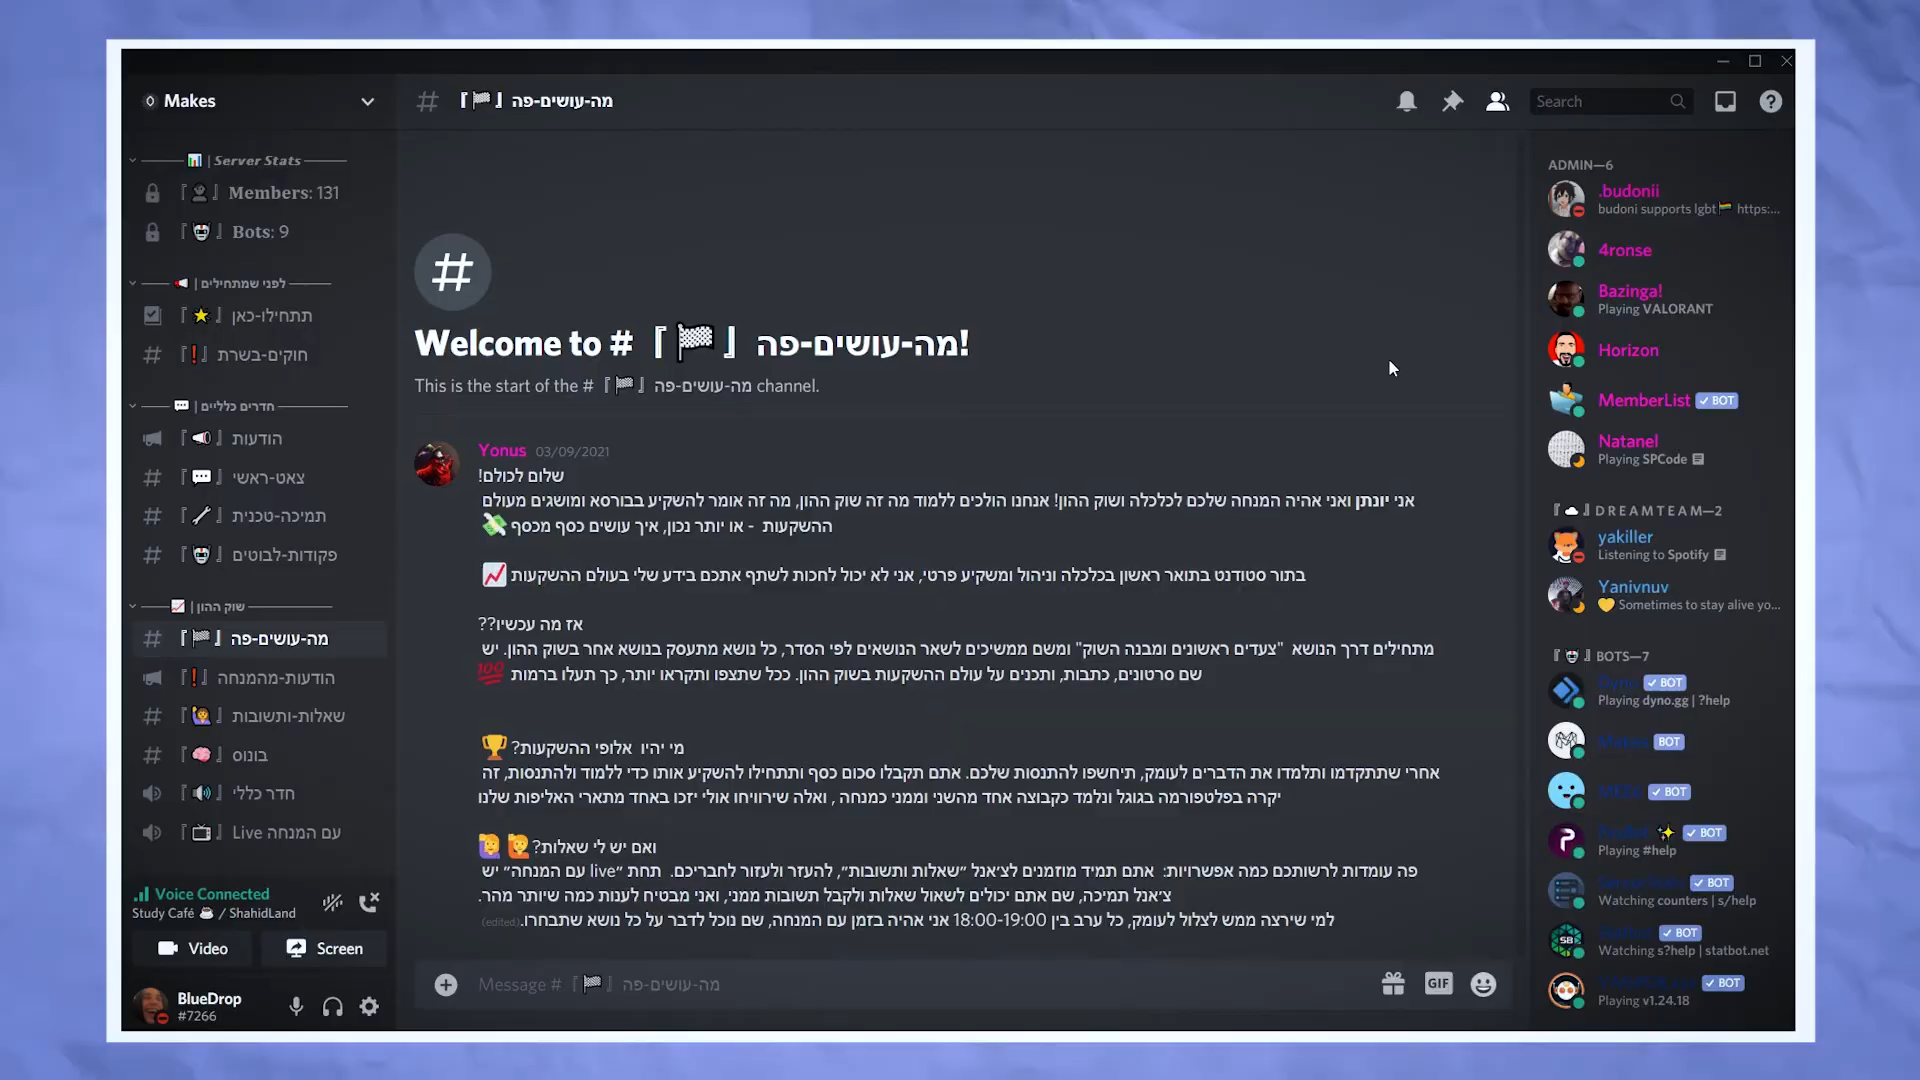 Makes
Server Stats
Members: 131
Bots: 9
לפני שמתחילים
תתחילו-כאן
חוקים-בשרת
חדרים כלליים
הודעות
צאט-ראשי
תמיכה-טכנית
פקודות-לבוטים
שוק ההון
מה-עושים-פה
הודעות-מהמנחה
שאלות-ותשובות
בונוס
חדר כללי
Live עם המנחה
Voice Connected
Study Café / ShahidLand
Video
Screen
BlueDrop
#7266
# 『🏁』 מה-עושים-פה
Search
Welcome to # 『🏁』 מה-עושים-פה!
This is the start of the # 『🏁』 מה-עושים-פה channel.
Yonus 03/09/2021
שלום לכולם!
אני יונתן ואני אהיה המנחה שלכם לכלכלה ושוק ההון! אנחנו הולכים ללמוד מה זה שוק ההון, מה זה אומר להשקיע בבורסא ומושגים מעולם
ההשקעות - או יותר נכון, איך עושים כסף מכסף 💸
בתור סטודנט בתואר ראשון בכלכלה וניהול ומשקיע פרטי, אני לא יכול לחכות לשתף אתכם בידע שלי בעולם ההשקעות 📈
אז מה עכשיו??
מתחילים דרך הנושא "צעדים ראשונים ומבנה השוק" ומשם ממשיכים לשאר הנושאים לפי הסדר, כל נושא מתעסק בנושא אחר בשוק ההון. יש
שם סרטונים, כתבות, ותכנים על עולם ההשקעות בשוק ההון. ככל שתצפו ותקראו יותר, כך תעלו ברמות 💯
מי יהיו אלופי ההשקעות? 🏆
אחרי שתתקדמו ותלמדו את הדברים לעומק, תיחשפו להתנסות שלכם. אתם תקבלו סכום כסף ותתחילו להשקיע אותו כדי ללמוד ולהתנסות, זה
יקרה בפלטפורמה בגוגל ונלמד כקבוצה אחד מהשני וממני כמנחה , ואלה שירוויחו אולי יזכו באחד מתארי האליפות שלנו
ואם יש לי שאלות? 🙋🙋
פה עומדות לרשותכם כמה אפשרויות: אתם תמיד מוזמנים לצ'אנל "שאלות ותשובות", להעזר ולעזור לחבריכם. תחת "live עם המנחה" יש
צ'אנל תמיכה, שם אתם יכולים לשאול שאלות ולקבל תשובות ממני, ואני מבטיח לענות כמה שיותר מהר.
למי שירצה ממש לצלול לעומק, כל ערב בין 18:00-19:00 אני אהיה בזמן עם המנחה, שם נוכל לדבר על כל נושא שתבחרו. (edited)
Message # 『🏁』 מה-עושים-פה
GIF
ADMIN—6
.budonii
budoni supports lgbt https:...
4ronse
Bazinga!
Playing VALORANT
Horizon
MemberList BOT
Natanel
Playing SPCode
DREAMTEAM—2
yakiller
Listening to Spotify
Yanivnuv
Sometimes to stay alive yo...
BOTS—7
Dyno BOT
Playing dyno.gg | ?help
BOT
BOT
BOT
Playing #help
BOT
Watching counters | s/help
BOT
Watching s?help | statbot.net
BOT
Playing v1.24.18